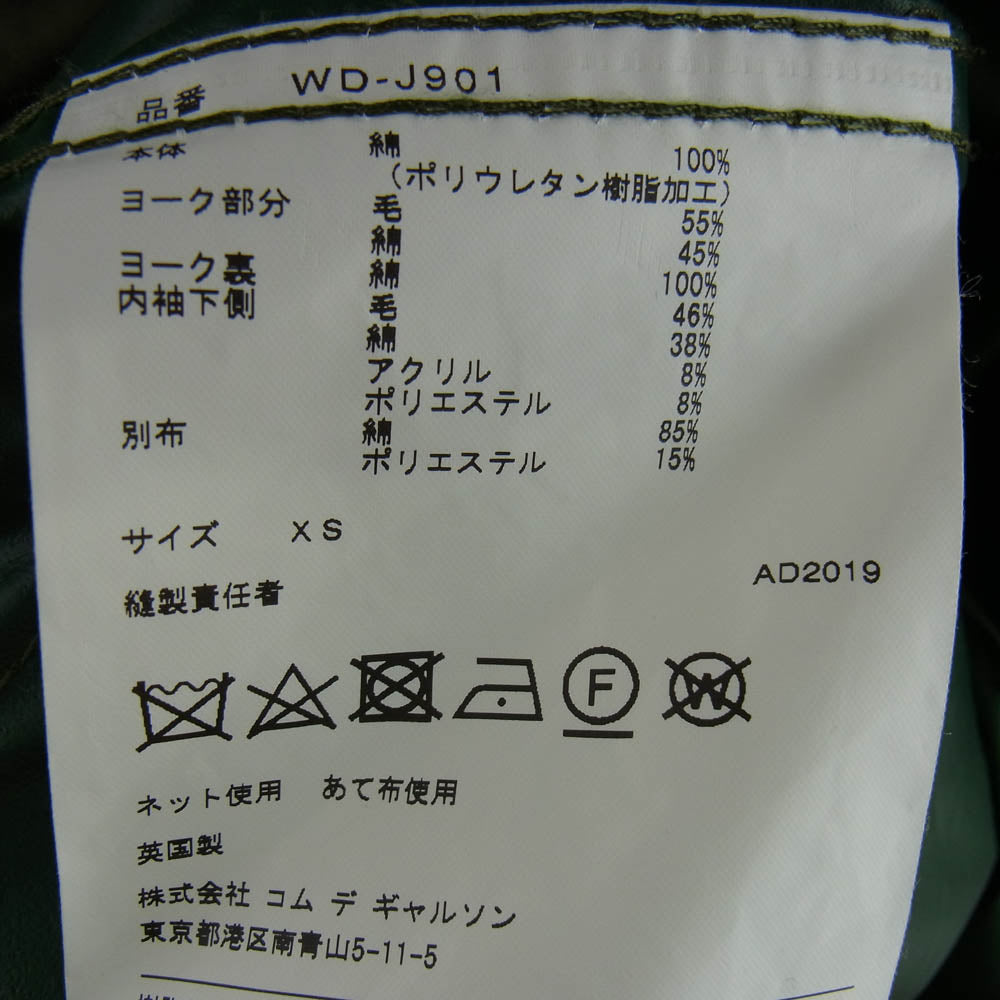 品番 WD-J901
本体 綿 100%
(ポリウレタン樹脂加工)
ヨーク部分 毛 55%
綿 45%
ヨーク裏 綿 100%
内袖下側 毛 46%
綿 38%
アクリル 8%
ポリエステル 8%
別布 綿 85%
ポリエステル 15%
サイズ XS
AD2019
縫製責任者
F W
ネット使用 あて布使用
英国製
株式会社 コム デ ギャルソン
東京都港区南青山5-11-5